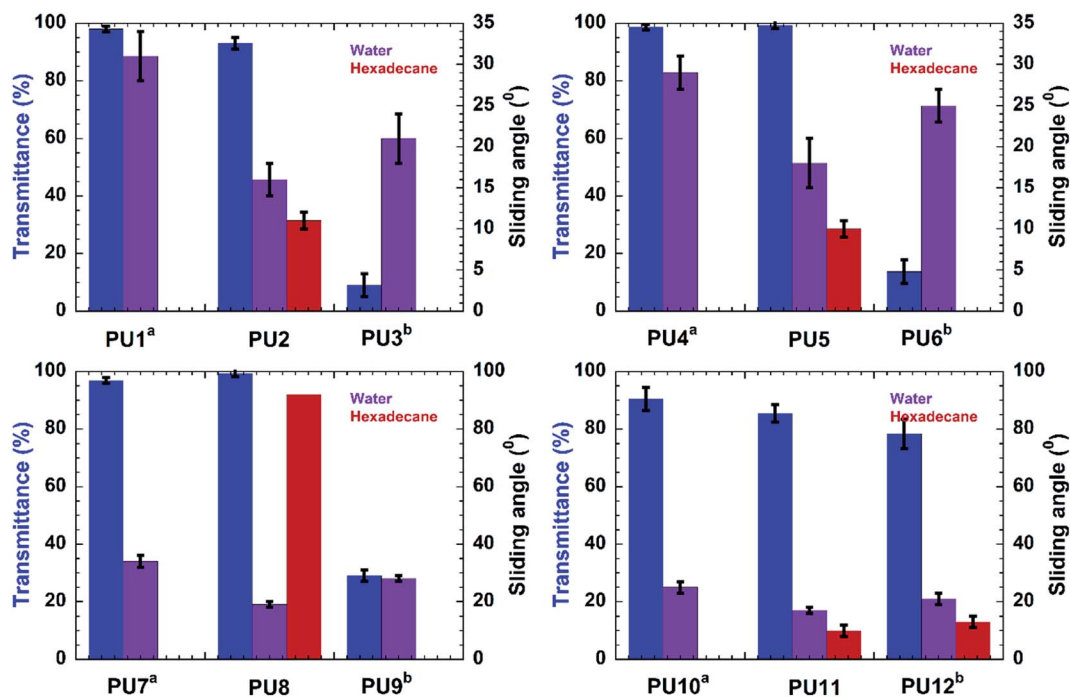 Transmittance (%)
100
80
60
40
20
0
Water
Hexadecane
35
30
25
20
15
10
5
0
Sliding angle (⁰)
PU1ᵃ PU2 PU3ᵇ
Transmittance (%)
100
80
60
40
20
0
Water
Hexadecane
35
30
25
20
15
10
5
0
Sliding angle (⁰)
PU4ᵃ PU5 PU6ᵇ
Transmittance (%)
100
80
60
40
20
0
Water
Hexadecane
100
80
60
40
20
0
Sliding angle (⁰)
PU7ᵃ PU8 PU9ᵇ
Transmittance (%)
100
80
60
40
20
0
Water
Hexadecane
100
80
60
40
20
0
Sliding angle (⁰)
PU10ᵃ PU11 PU12ᵇ